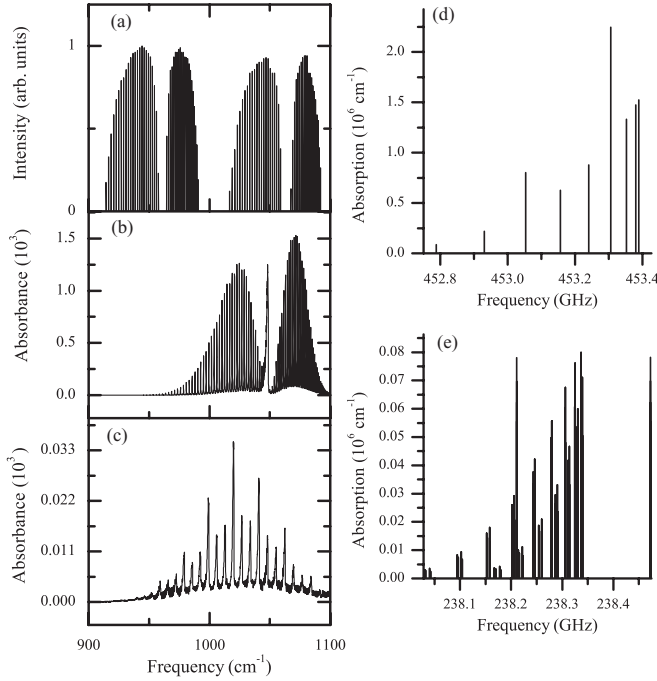 (a)
Intensity (arb. units)
1
0
(b)
Absorbance (10³)
1.5
1.0
0.5
0.0
(c)
Absorbance (10³)
0.033
0.022
0.011
0.000
900 1000 1100
Frequency (cm⁻¹)
(d)
Absorption (10⁶ cm⁻¹)
2.0
1.5
1.0
0.5
0.0
452.8 453.0 453.2 453.4
Frequency (GHz)
(e)
Absorption (10⁶ cm⁻¹)
0.08
0.07
0.06
0.05
0.04
0.03
0.02
0.01
0.00
238.1 238.2 238.3 238.4
Frequency (GHz)